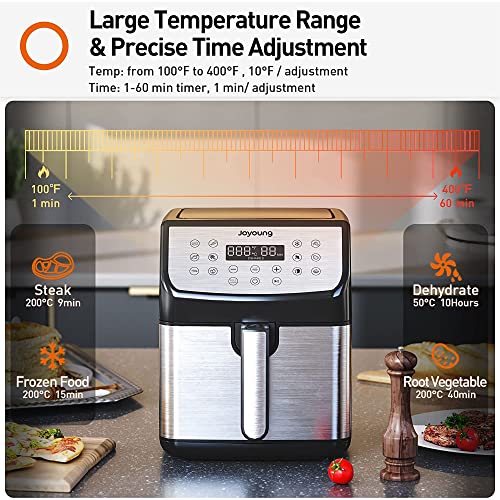 Large Temperature Range
& Precise Time Adjustment
Temp: from 100°F to 400°F , 10°F / adjustment
Time: 1-60 min timer, 1 min/ adjustment
100°F
1 min
400°F
60 min
Joyoung
Steak
200°C 9min
Dehydrate
50°C 10Hours
Frozen Food
200°C 15min
Root Vegetable
200°C 40min